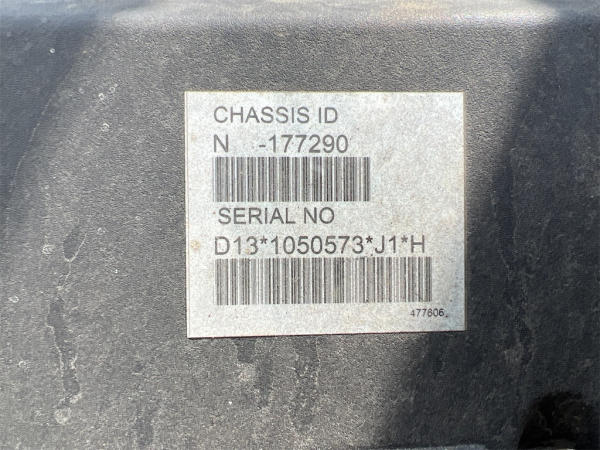 CHASSIS ID
N -177290
SERIAL NO
D13*1050573*J1*H
477606